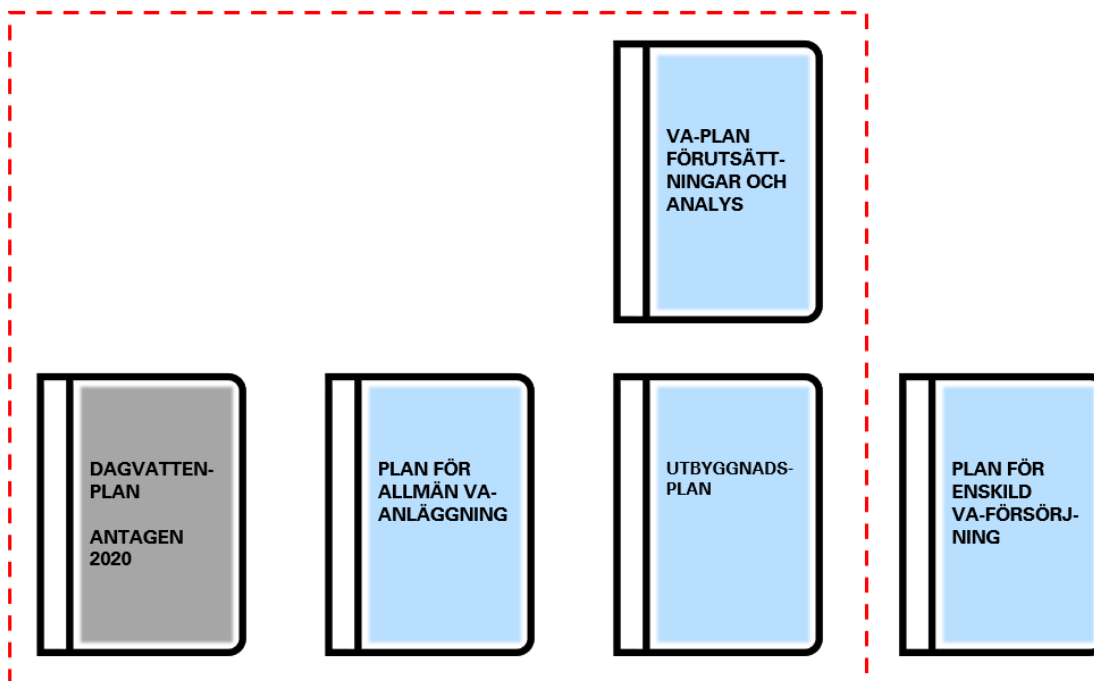 VA-PLAN
FÖRUTSÄTT-
NINGAR OCH
ANALYS
DAGVATTEN-
PLAN
ANTAGEN
2020
PLAN FÖR
ALLMÄN VA-
ANLÄGGNING
UTBYGGNADS-
PLAN
PLAN FÖR
ENSKILD
VA-FÖRSÖRJ-
NING